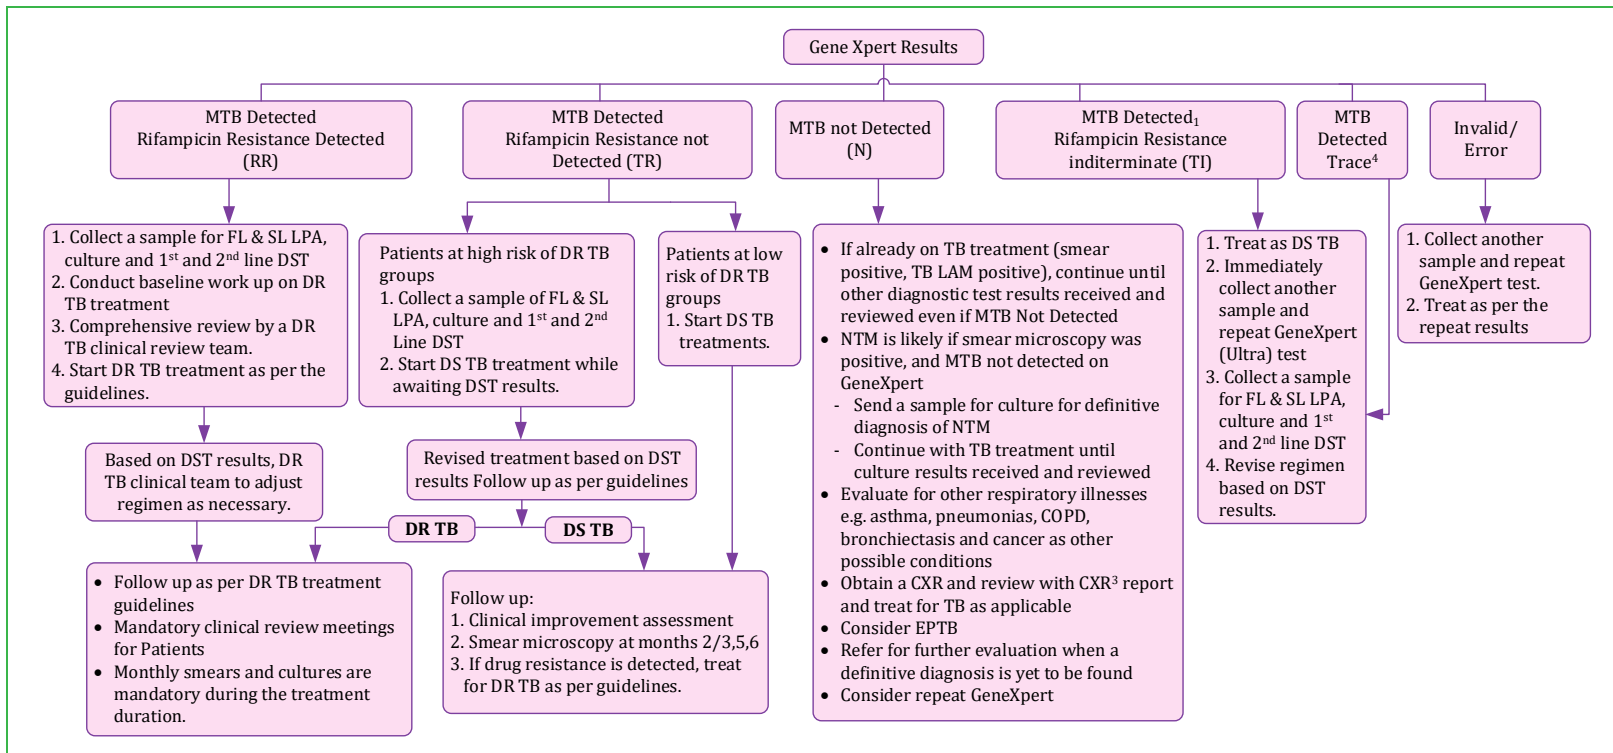 Gene Xpert Results
MTB Detected
Rifampicin Resistance Detected
(RR)
MTB Detected
Rifampicin Resistance not
Detected (TR)
MTB not Detected
(N)
MTB Detected₁
Rifampicin Resistance
inditerminate (TI)
MTB
Detected
Trace⁴
Invalid/
Error
1. Collect a sample for FL & SL LPA,
culture and 1st and 2nd line DST
2. Conduct baseline work up on DR
TB treatment
3. Comprehensive review by a DR
TB clinical review team.
4. Start DR TB treatment as per the
guidelines.
Patients at high risk of DR TB
groups
1. Collect a sample of FL & SL
LPA, culture and 1st and 2nd
Line DST
2. Start DS TB treatment while
awaiting DST results.
Patients at low
risk of DR TB
groups
1. Start DS TB
treatments.
• If already on TB treatment (smear
positive, TB LAM positive), continue until
other diagnostic test results received and
reviewed even if MTB Not Detected
• NTM is likely if smear microscopy was
positive, and MTB not detected on
GeneXpert
- Send a sample for culture for definitive
diagnosis of NTM
- Continue with TB treatment until
culture results received and reviewed
• Evaluate for other respiratory illnesses
e.g. asthma, pneumonias, COPD,
bronchiectasis and cancer as other
possible conditions
• Obtain a CXR and review with CXR³ report
and treat for TB as applicable
• Consider EPTB
• Refer for further evaluation when a
definitive diagnosis is yet to be found
• Consider repeat GeneXpert
1. Treat as DS TB
2. Immediately
collect another
sample and
repeat GeneXpert
(Ultra) test
3. Collect a sample
for FL & SL LPA,
culture and 1st
and 2nd line DST
4. Revise regimen
based on DST
results.
1. Collect another
sample and repeat
GeneXpert test.
2. Treat as per the
repeat results
Based on DST results, DR
TB clinical team to adjust
regimen as necessary.
Revised treatment based on DST
results Follow up as per guidelines
DR TB
DS TB
• Follow up as per DR TB treatment
guidelines
• Mandatory clinical review meetings
for Patients
• Monthly smears and cultures are
mandatory during the treatment
duration.
Follow up:
1. Clinical improvement assessment
2. Smear microscopy at months 2/3,5,6
3. If drug resistance is detected, treat
for DR TB as per guidelines.